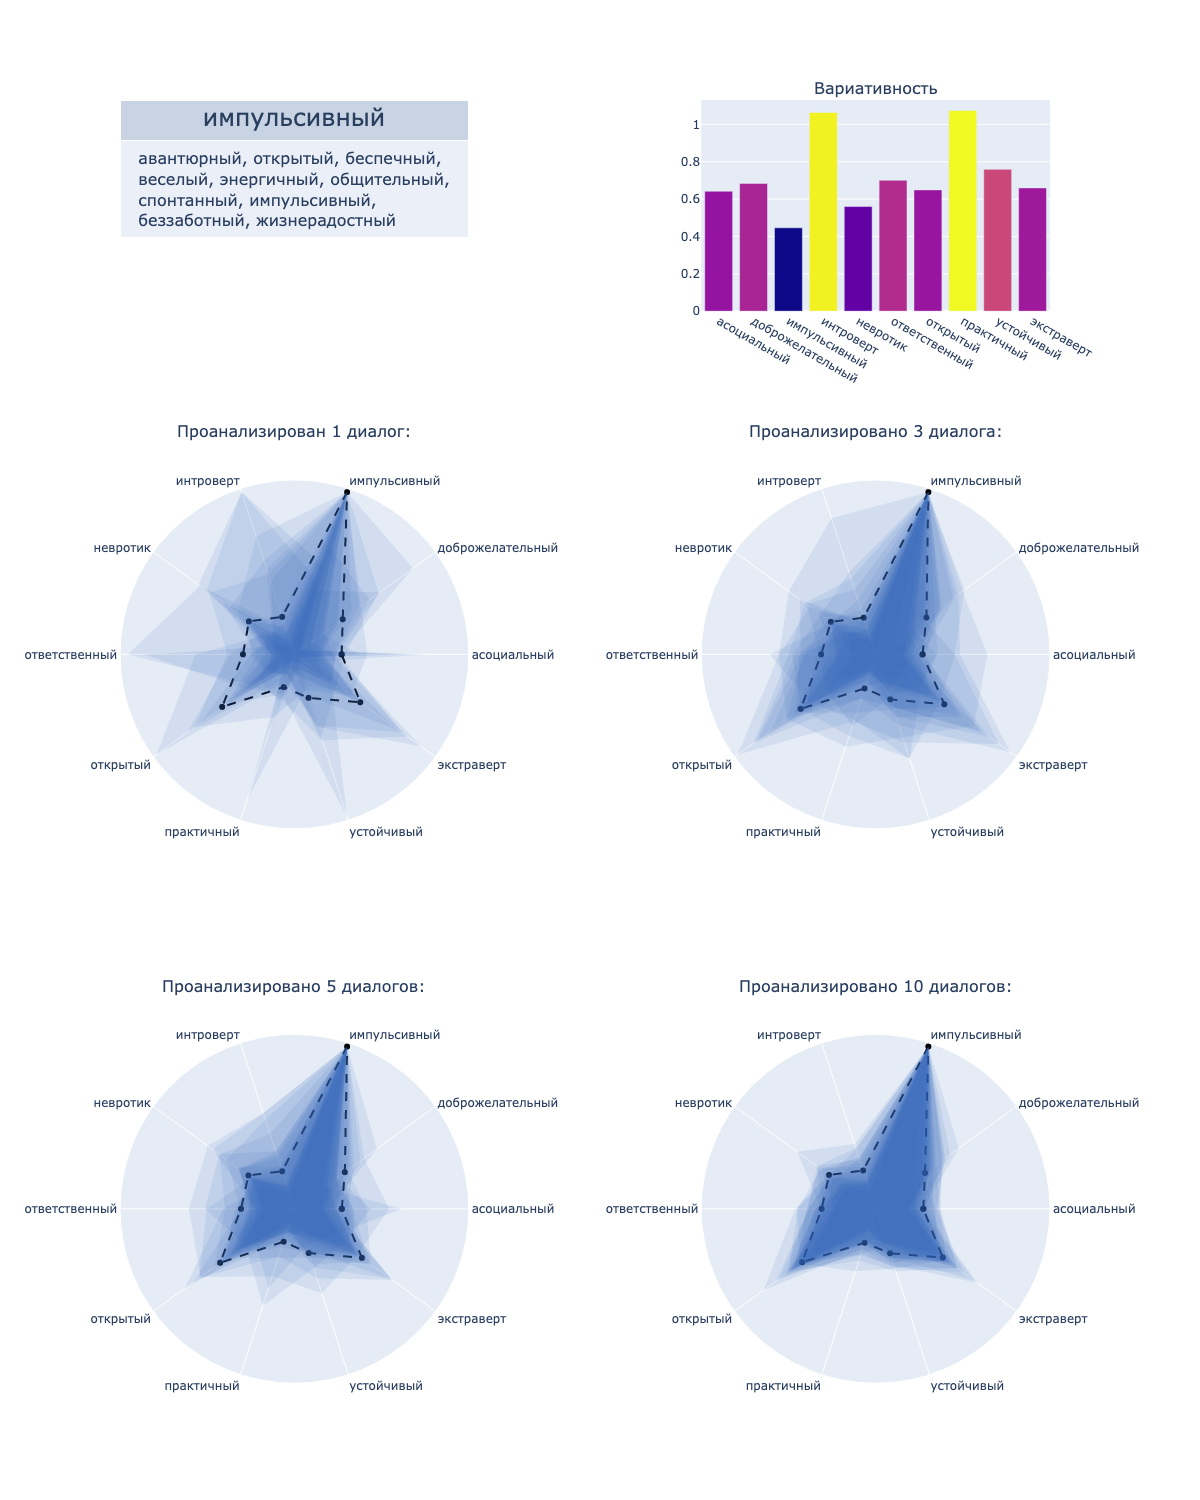 импульсивный
авантюрный, открытый, беспечный,
веселый, энергичный, общительный,
спонтанный, импульсивный,
беззаботный, жизнерадостный
Вариативность
1
0.8
0.6
0.4
0.2
0
асоциальный
доброжелательный
импульсивный
интроверт
невротик
ответственный
открытый
практичный
устойчивый
экстраверт
Проанализирован 1 диалог:
интроверт
импульсивный
невротик
доброжелательный
ответственный
асоциальный
открытый
экстраверт
практичный
устойчивый
Проанализировано 3 диалога:
интроверт
импульсивный
невротик
доброжелательный
ответственный
асоциальный
открытый
экстраверт
практичный
устойчивый
Проанализировано 5 диалогов:
интроверт
импульсивный
невротик
доброжелательный
ответственный
асоциальный
открытый
экстраверт
практичный
устойчивый
Проанализировано 10 диалогов:
интроверт
импульсивный
невротик
доброжелательный
ответственный
асоциальный
открытый
экстраверт
практичный
устойчивый